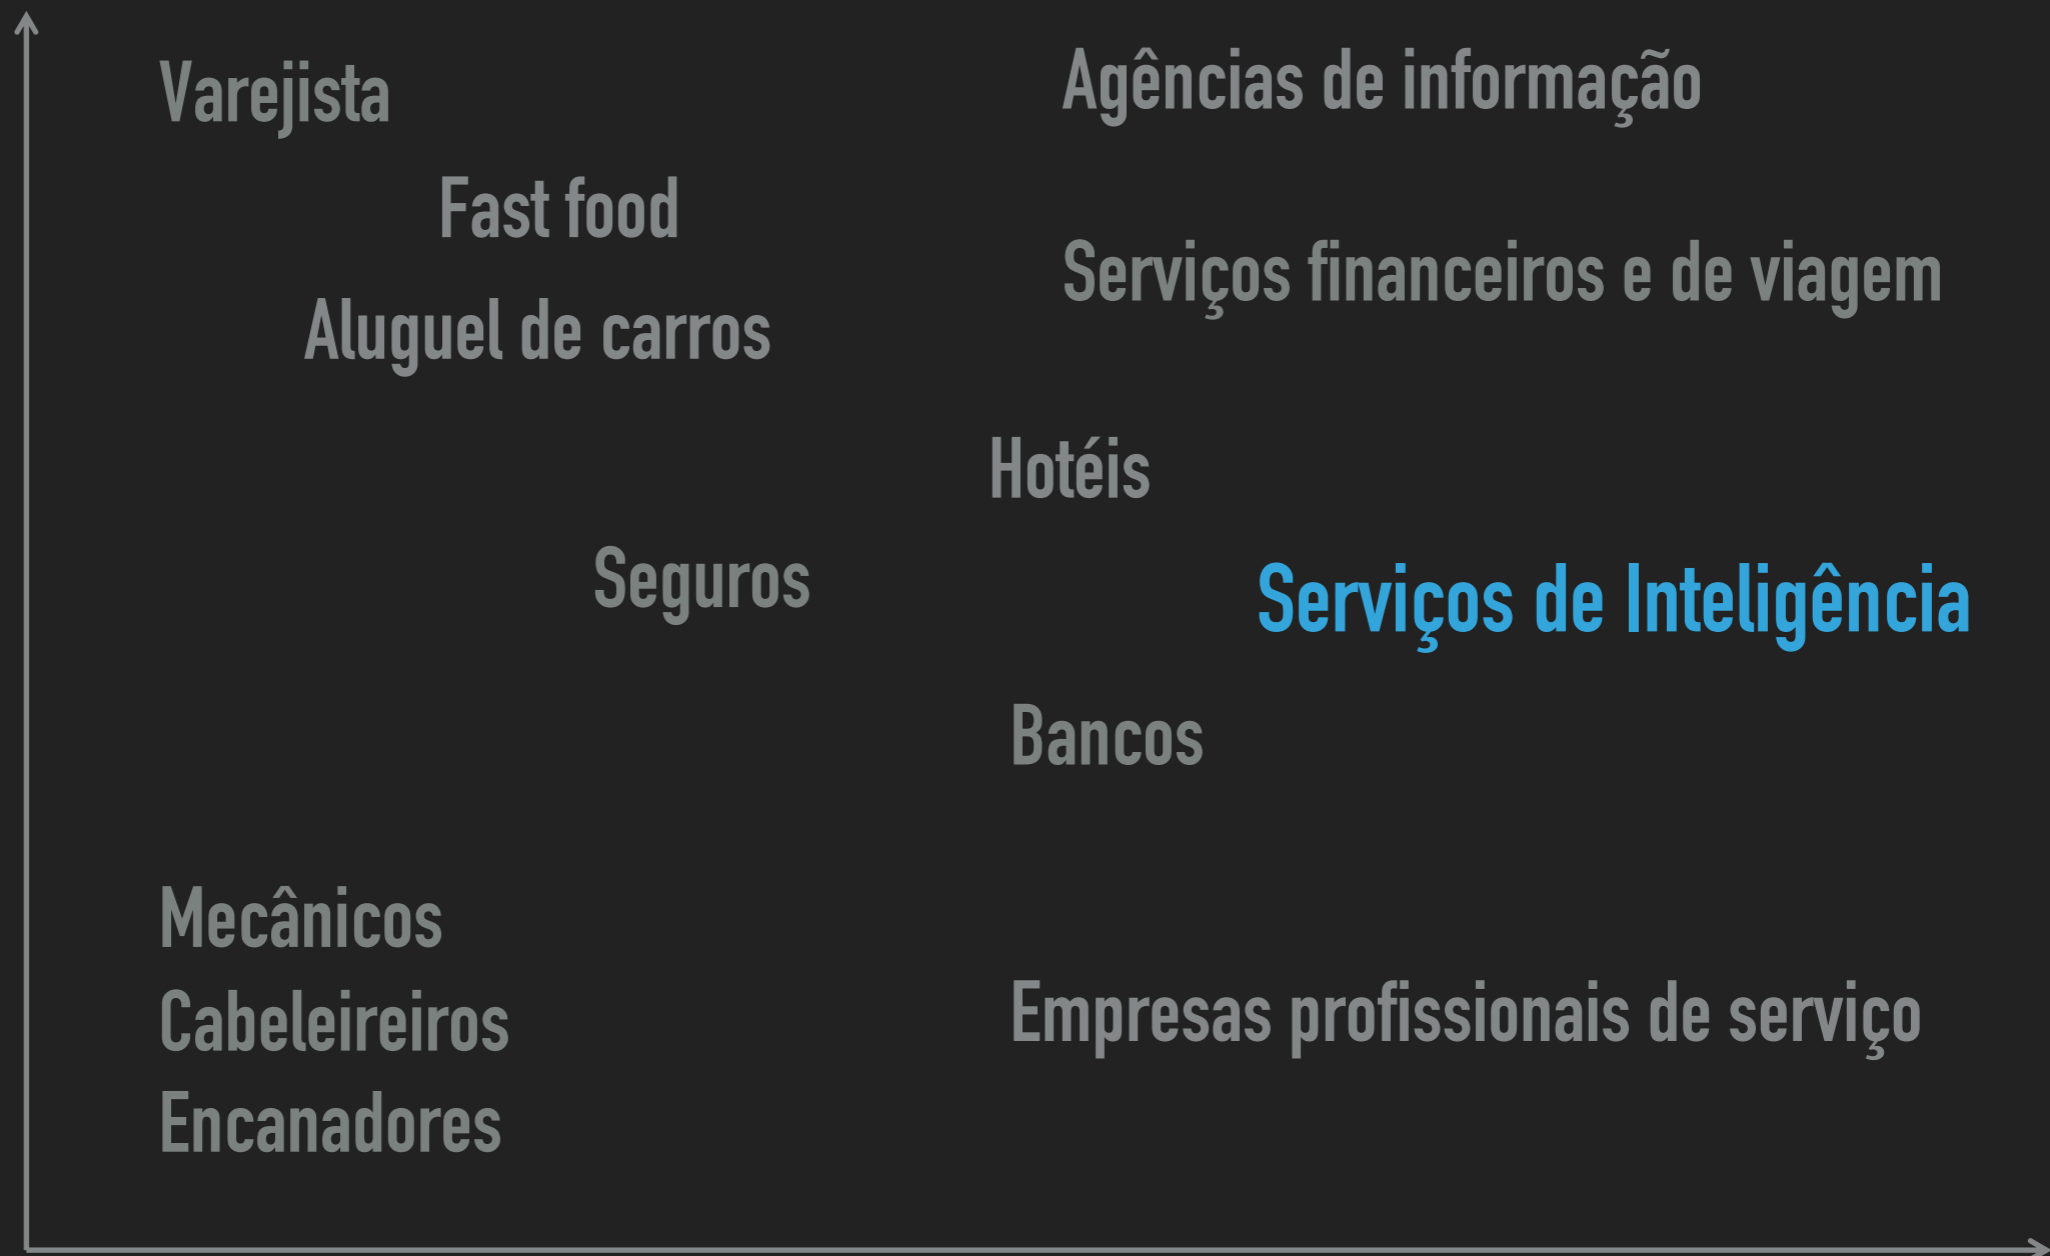 Varejista
Agências de informação
Fast food
Serviços financeiros e de viagem
Aluguel de carros
Hotéis
Seguros
Serviços de Inteligência
Bancos
Mecânicos
Cabeleireiros
Empresas profissionais de serviço
Encanadores